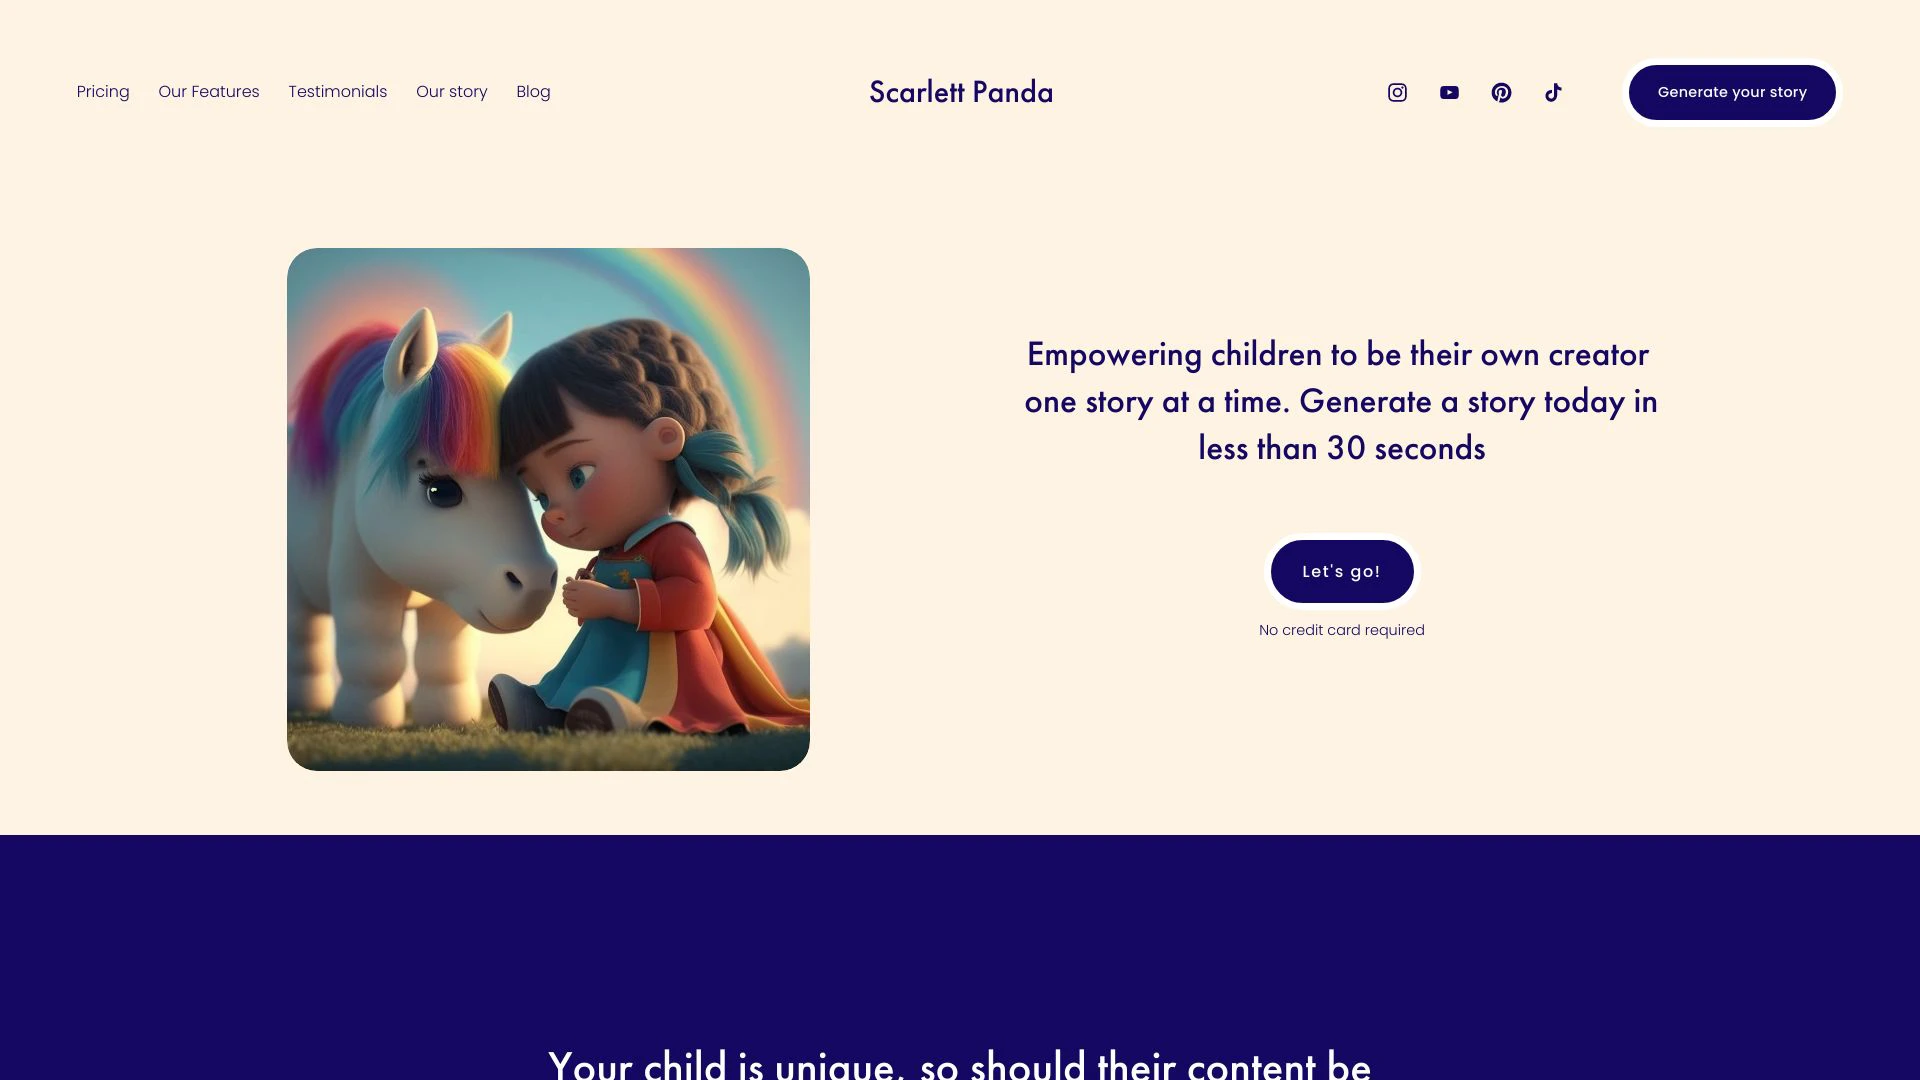 Pricing
Our Features
Testimonials
Our story
Blog
Scarlett Panda
Generate your story
Empowering children to be their own creator
one story at a time. Generate a story today in
less than 30 seconds
Let's go!
No credit card required
Your child is unique, so should their content be